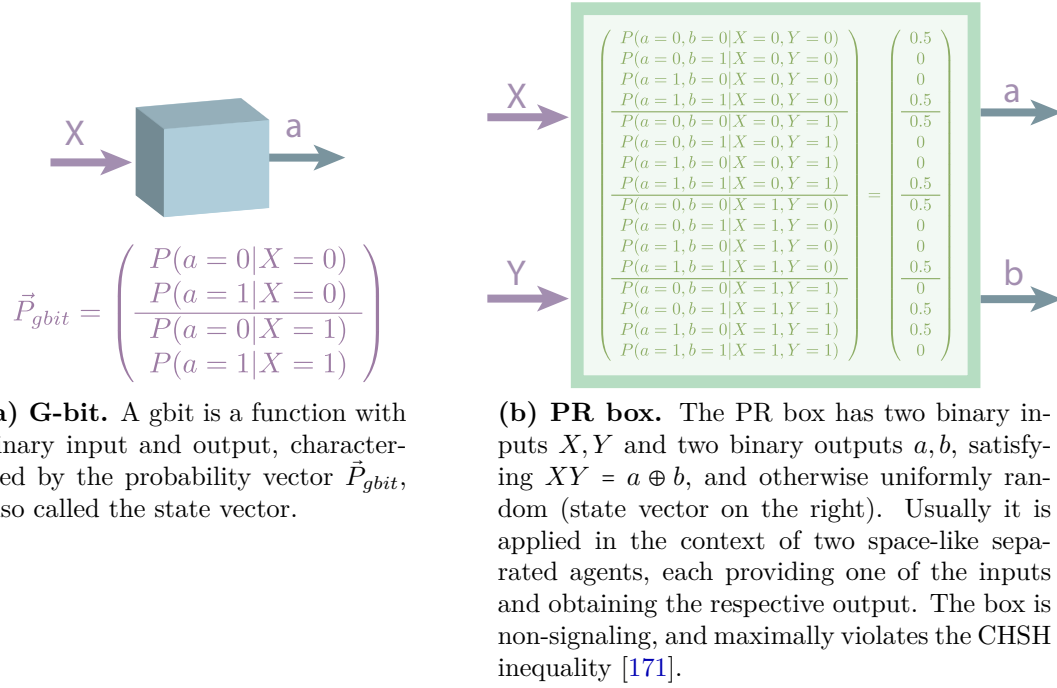 X
a
P⃗gbit = ( P(a = 0|X = 0)
P(a = 1|X = 0)
P(a = 0|X = 1)
P(a = 1|X = 1) )
a) G-bit. A gbit is a function with
inary input and output, character-
ed by the probability vector P⃗gbit,
so called the state vector.
X
Y
P(a = 0, b = 0|X = 0, Y = 0) 0.5
P(a = 0, b = 1|X = 0, Y = 0) 0
P(a = 1, b = 0|X = 0, Y = 0) 0
P(a = 1, b = 1|X = 0, Y = 0) 0.5
P(a = 0, b = 0|X = 0, Y = 1) 0.5
P(a = 0, b = 1|X = 0, Y = 1) 0
P(a = 1, b = 0|X = 0, Y = 1) 0
P(a = 1, b = 1|X = 0, Y = 1) 0.5
P(a = 0, b = 0|X = 1, Y = 0) = 0.5
P(a = 0, b = 1|X = 1, Y = 0) 0
P(a = 1, b = 0|X = 1, Y = 0) 0
P(a = 1, b = 1|X = 1, Y = 0) 0.5
P(a = 0, b = 0|X = 1, Y = 1) 0
P(a = 0, b = 1|X = 1, Y = 1) 0.5
P(a = 1, b = 0|X = 1, Y = 1) 0.5
P(a = 1, b = 1|X = 1, Y = 1) 0
a
b
(b) PR box. The PR box has two binary in-
puts X, Y and two binary outputs a, b, satisfy-
ing XY = a ⊕ b, and otherwise uniformly ran-
dom (state vector on the right). Usually it is
applied in the context of two space-like sepa-
rated agents, each providing one of the inputs
and obtaining the respective output. The box is
non-signaling, and maximally violates the CHSH
inequality [171].